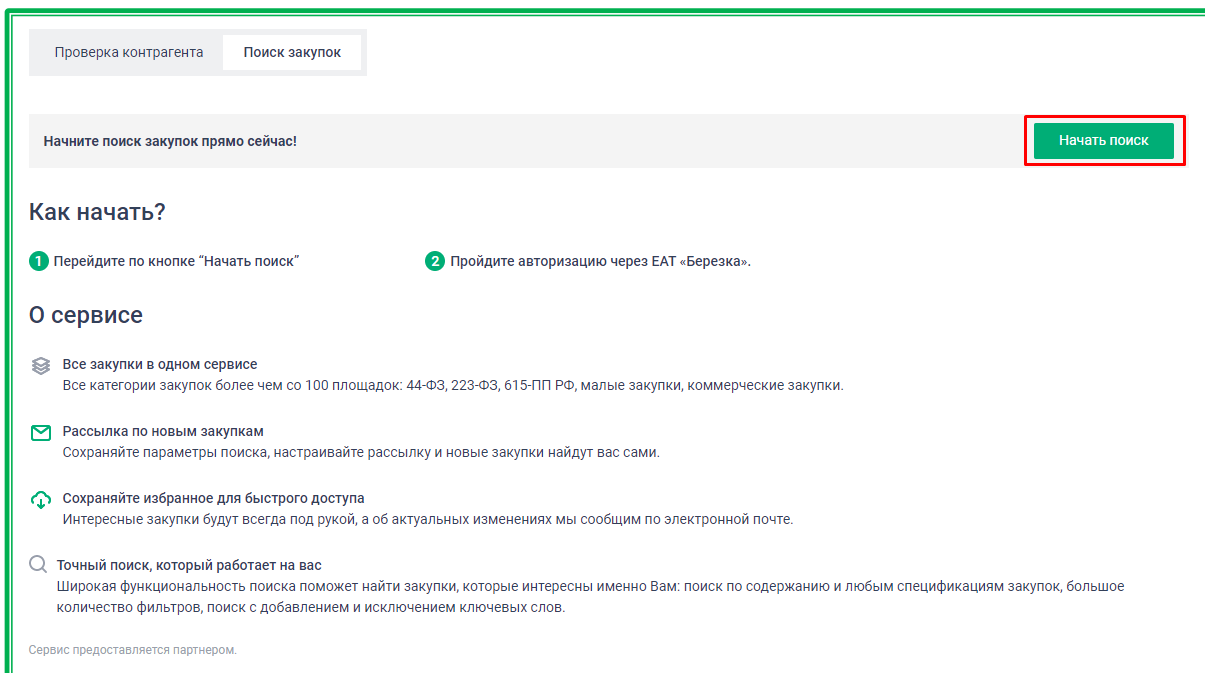 Проверка контрагента
Поиск закупок
Начните поиск закупок прямо сейчас!
Начать поиск
Как начать?
1 Перейдите по кнопке “Начать поиск”
2 Пройдите авторизацию через ЕАТ «Березка».
О сервисе
Все закупки в одном сервисе
Все категории закупок более чем со 100 площадок: 44-ФЗ, 223-ФЗ, 615-ПП РФ, малые закупки, коммерческие закупки.
Рассылка по новым закупкам
Сохраняйте параметры поиска, настраивайте рассылку и новые закупки найдут вас сами.
Сохраняйте избранное для быстрого доступа
Интересные закупки будут всегда под рукой, а об актуальных изменениях мы сообщим по электронной почте.
Точный поиск, который работает на вас
Широкая функциональность поиска поможет найти закупки, которые интересны именно Вам: поиск по содержанию и любым спецификациям закупок, большое
количество фильтров, поиск с добавлением и исключением ключевых слов.
Сервис предоставляется партнером.